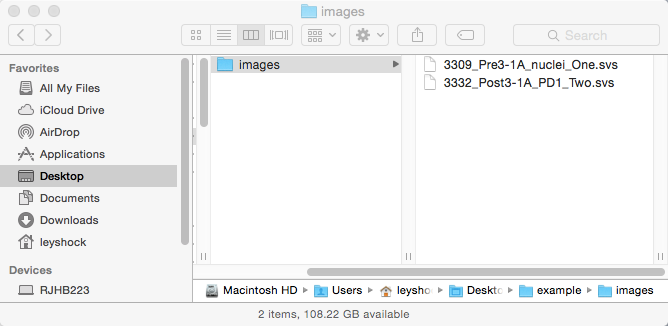 images
Search
Favorites
All My Files
iCloud Drive
AirDrop
Applications
Desktop
Documents
Downloads
leyshock
Devices
RJHB223
images
3309_Pre3-1A_nuclei_One.svs
3332_Post3-1A_PD1_Two.svs
Macintosh HD Users leysho Deskto example images
2 items, 108.22 GB available